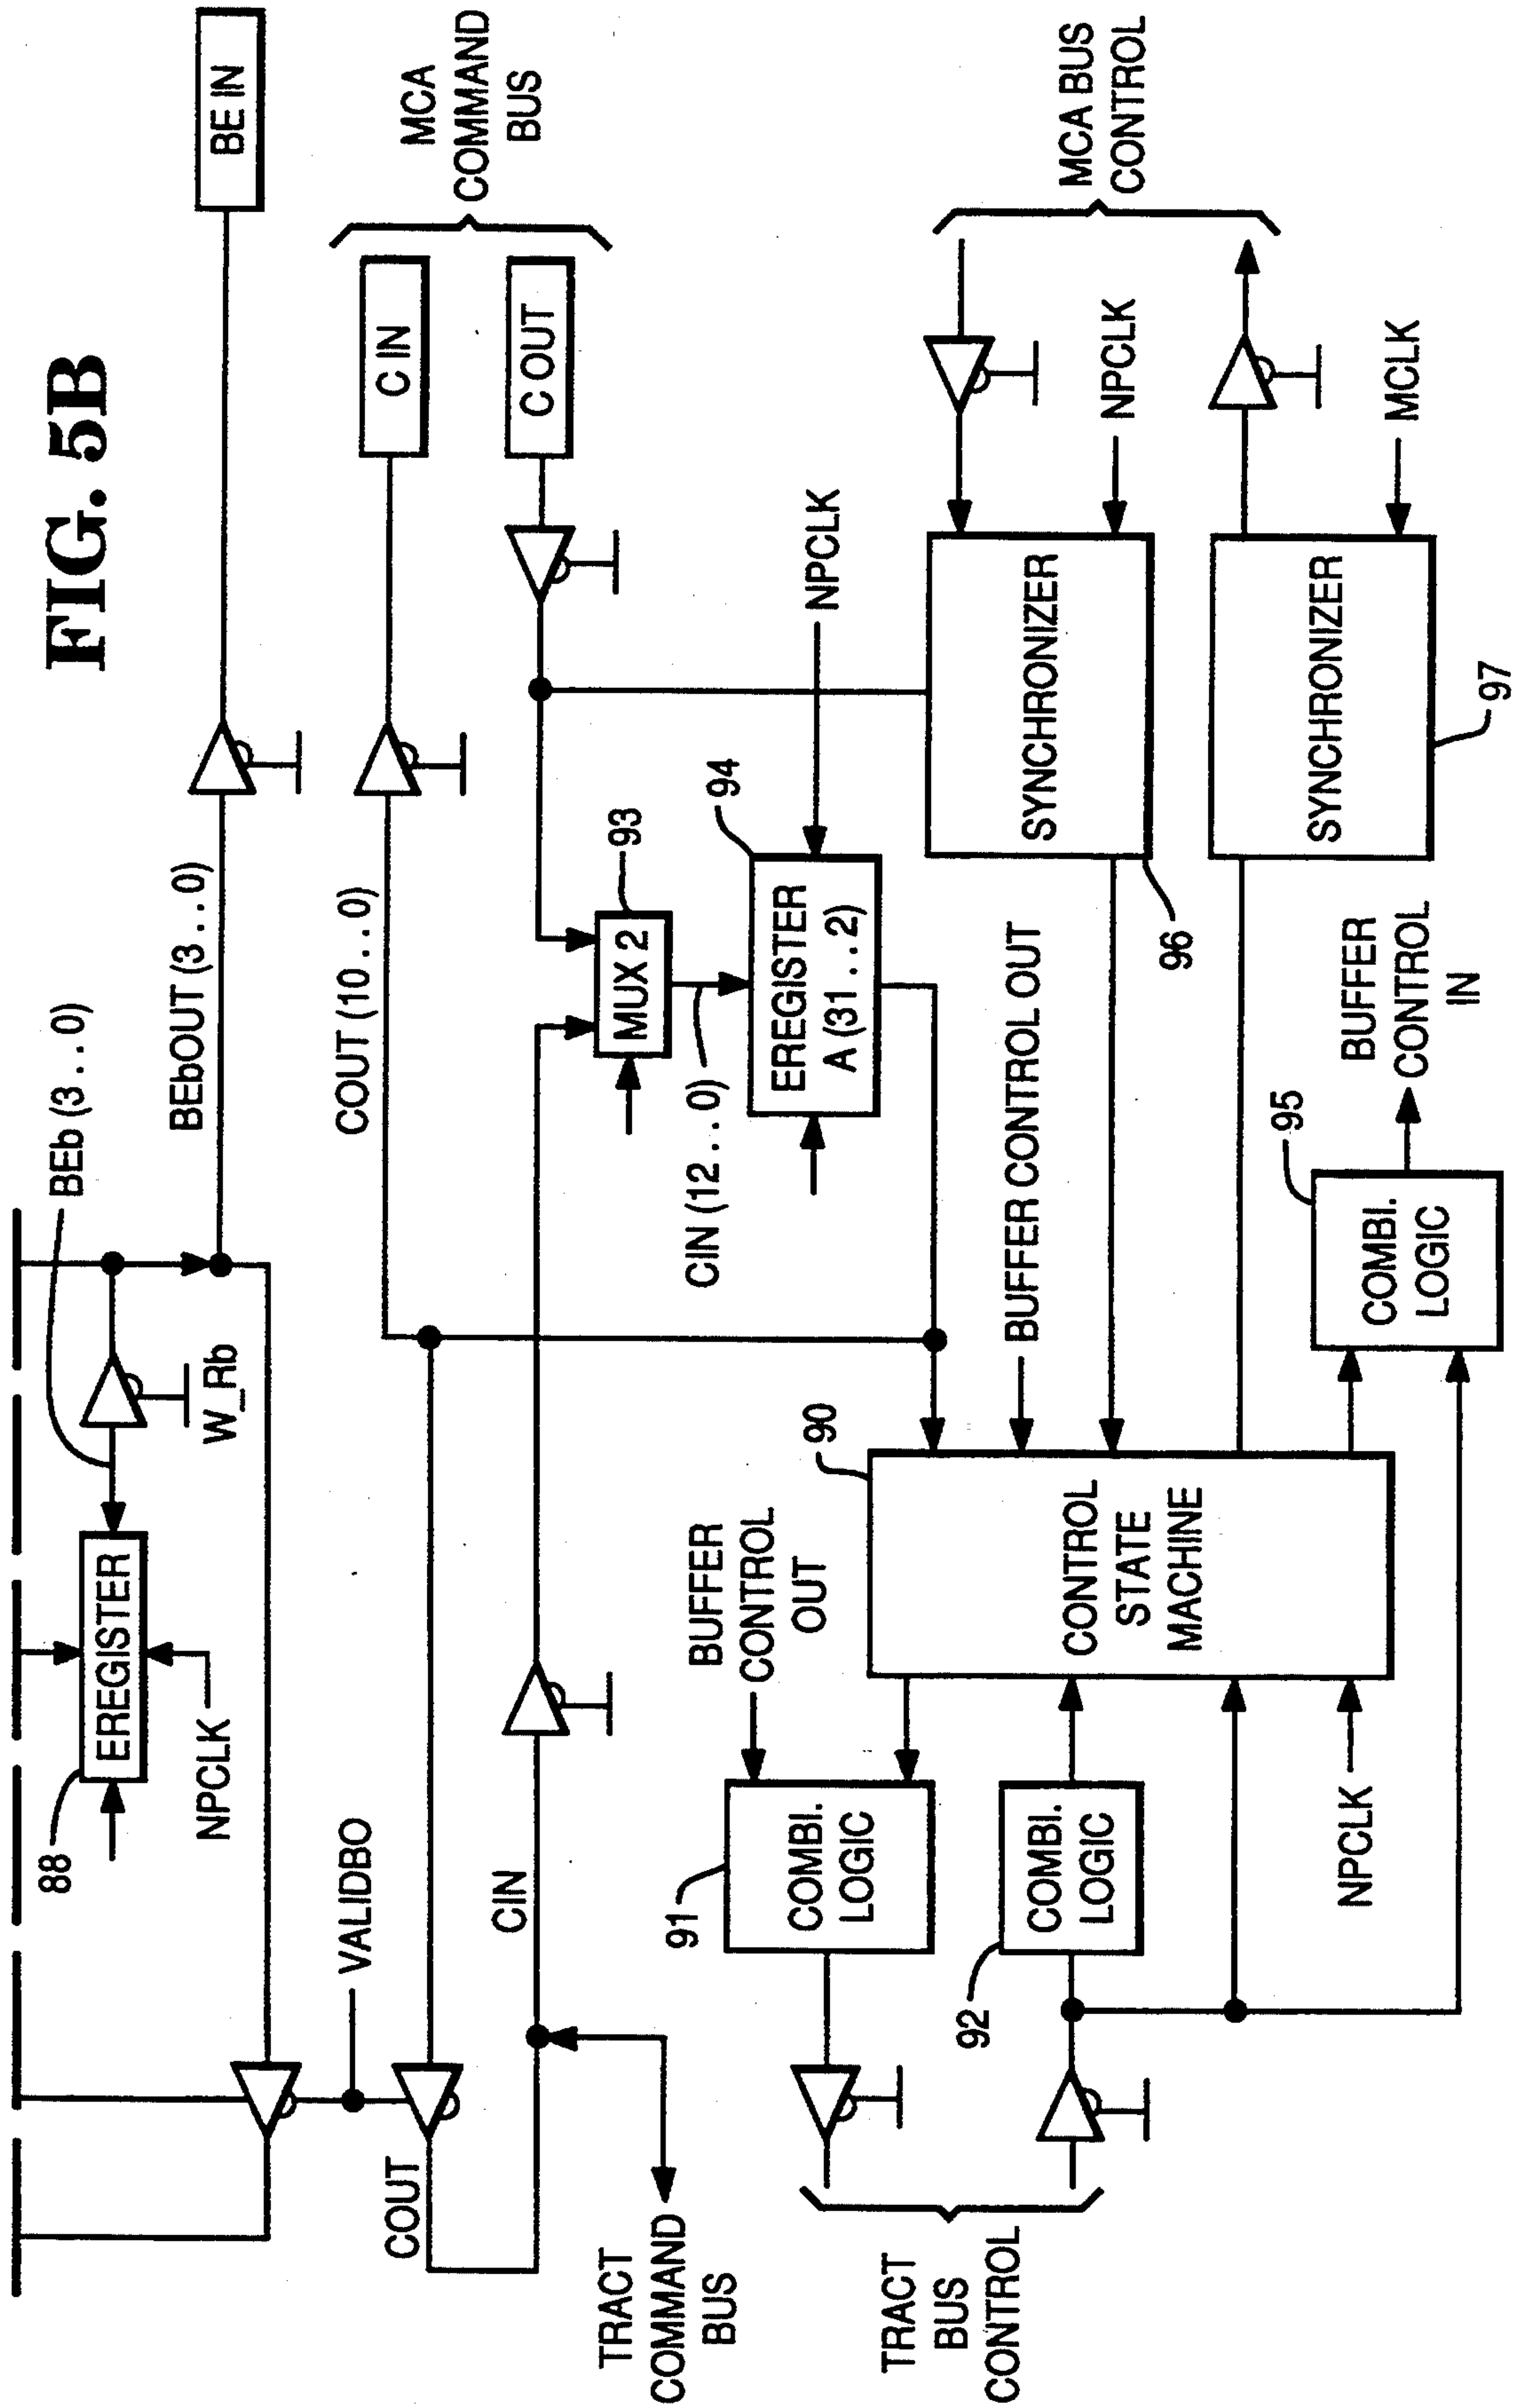 FIG. 5B
88
EREGISTER
NPCLK
BEb (3...0)
W_Rb
BEbOUT (3...0)
BE IN
VALIDBO
COUT (10...0)
C IN
MCA
COMMAND
BUS
COUT
CIN
C OUT
TRACT
COMMAND
BUS
MUX 2
93
CIN (12...0)
94
EREGISTER
A (31...2)
NPCLK
BUFFER
CONTROL
OUT
91
COMBI.
LOGIC
90
CONTROL
STATE
MACHINE
BUFFER CONTROL OUT
96
SYNCHRONIZER
NPCLK
MCA BUS
CONTROL
TRACT
BUS
CONTROL
92
COMBI.
LOGIC
NPCLK
95
COMBI.
LOGIC
BUFFER
CONTROL
IN
SYNCHRONIZER
97
MCLK